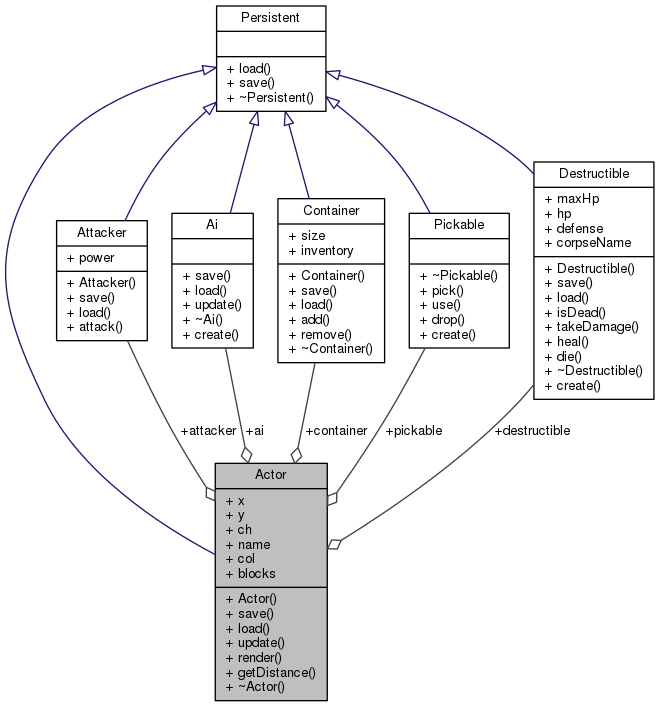 Persistent
+ load()
+ save()
+ ~Persistent()
Attacker
+ power
+ Attacker()
+ save()
+ load()
+ attack()
Ai
+ save()
+ load()
+ update()
+ ~Ai()
+ create()
Container
+ size
+ inventory
+ Container()
+ save()
+ load()
+ add()
+ remove()
+ ~Container()
Pickable
+ ~Pickable()
+ pick()
+ use()
+ drop()
+ create()
Destructible
+ maxHp
+ hp
+ defense
+ corpseName
+ Destructible()
+ save()
+ load()
+ isDead()
+ takeDamage()
+ heal()
+ die()
+ ~Destructible()
+ create()
+attacker
+ai
+container
+pickable
+destructible
Actor
+ x
+ y
+ ch
+ name
+ col
+ blocks
+ Actor()
+ save()
+ load()
+ update()
+ render()
+ getDistance()
+ ~Actor()